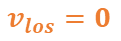 v_los = 0